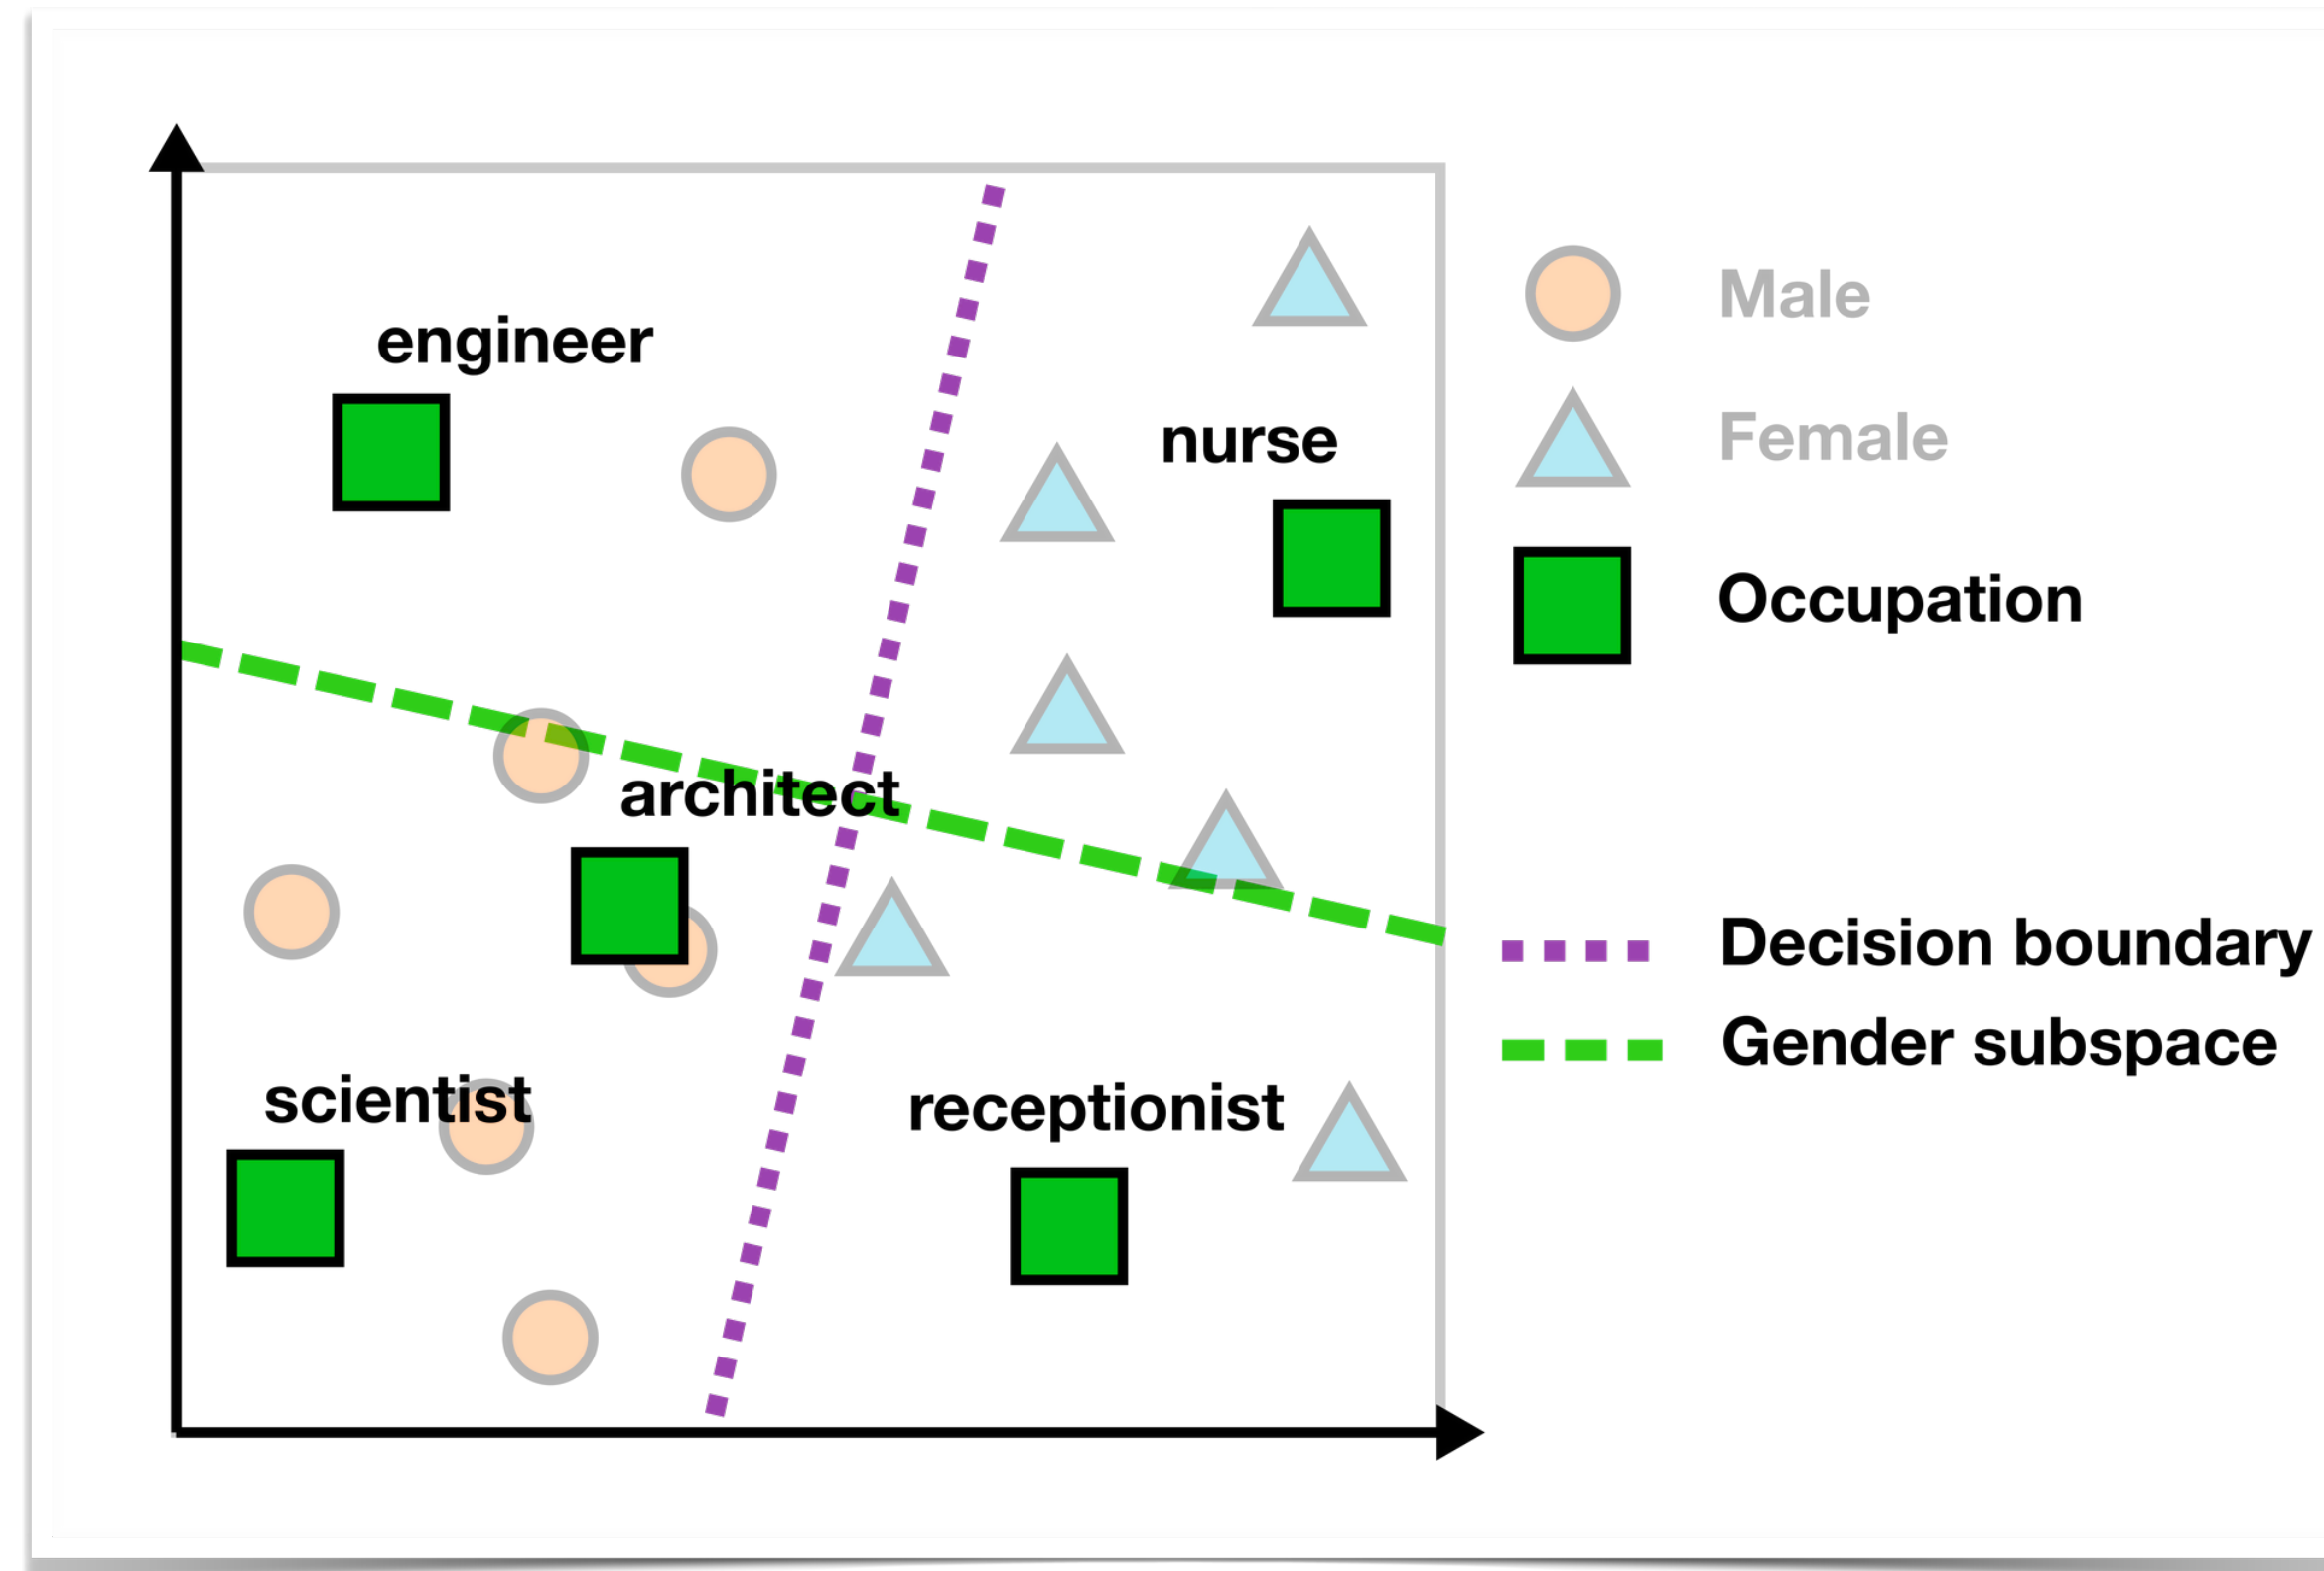 engineer
nurse
architect
scientist
receptionist
Male
Female
Occupation
Decision boundary
Gender subspace